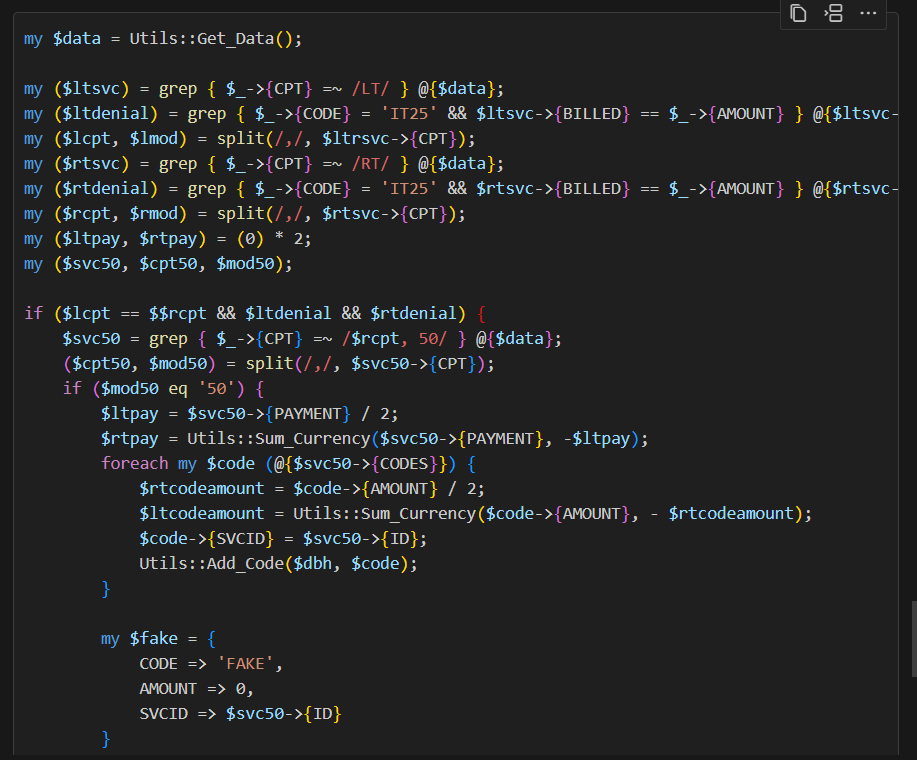 my $data = Utils::Get_Data();
my ($ltsvc) = grep { $_->{CPT} =~ /LT/ } @{$data};
my ($ltdenial) = grep { $_->{CODE} = 'IT25' && $ltsvc->{BILLED} == $_->{AMOUNT} } @{$ltsvc-
my ($lcpt, $lmod) = split(/,/, $ltrsvc->{CPT});
my ($rtsvc) = grep { $_->{CPT} =~ /RT/ } @{$data};
my ($rtdenial) = grep { $_->{CODE} = 'IT25' && $rtsvc->{BILLED} == $_->{AMOUNT} } @{$rtsvc-
my ($rcpt, $rmod) = split(/,/, $rtsvc->{CPT});
my ($ltpay, $rtpay) = (0) * 2;
my ($svc50, $cpt50, $mod50);
if ($lcpt == $$rcpt && $ltdenial && $rtdenial) {
$svc50 = grep { $_->{CPT} =~ /$rcpt, 50/ } @{$data};
($cpt50, $mod50) = split(/,/, $svc50->{CPT});
if ($mod50 eq '50') {
$ltpay = $svc50->{PAYMENT} / 2;
$rtpay = Utils::Sum_Currency($svc50->{PAYMENT}, -$ltpay);
foreach my $code (@{$svc50->{CODES}}) {
$rtcodeamount = $code->{AMOUNT} / 2;
$ltcodeamount = Utils::Sum_Currency($code->{AMOUNT}, - $rtcodeamount);
$code->{SVCID} = $svc50->{ID};
Utils::Add_Code($dbh, $code);
}
my $fake = {
CODE => 'FAKE',
AMOUNT => 0,
SVCID => $svc50->{ID}
}